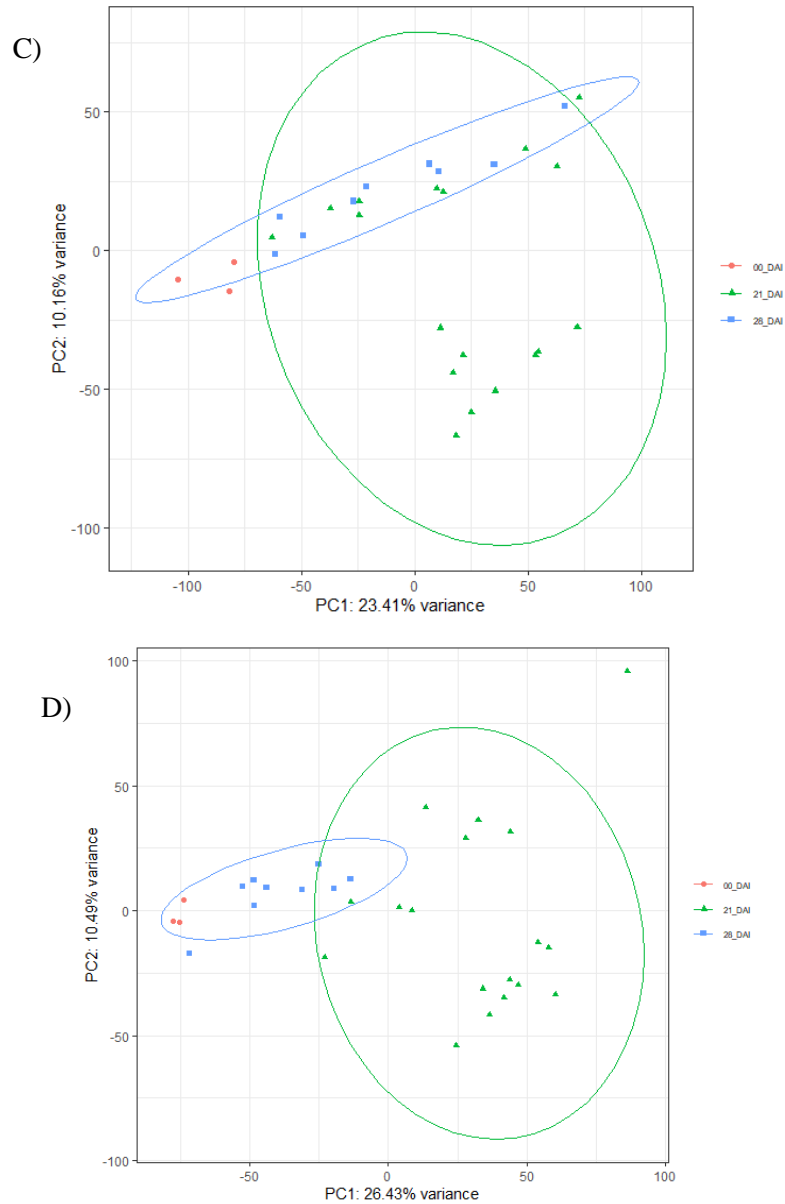 C)
PC2: 10.16% variance
50
0
-50
-100
-100
-50
0
50
100
PC1: 23.41% variance
00_DAI
21_DAI
28_DAI
D)
PC2: 10.49% variance
100
50
0
-50
-100
-50
0
50
100
PC1: 26.43% variance
00_DAI
21_DAI
28_DAI